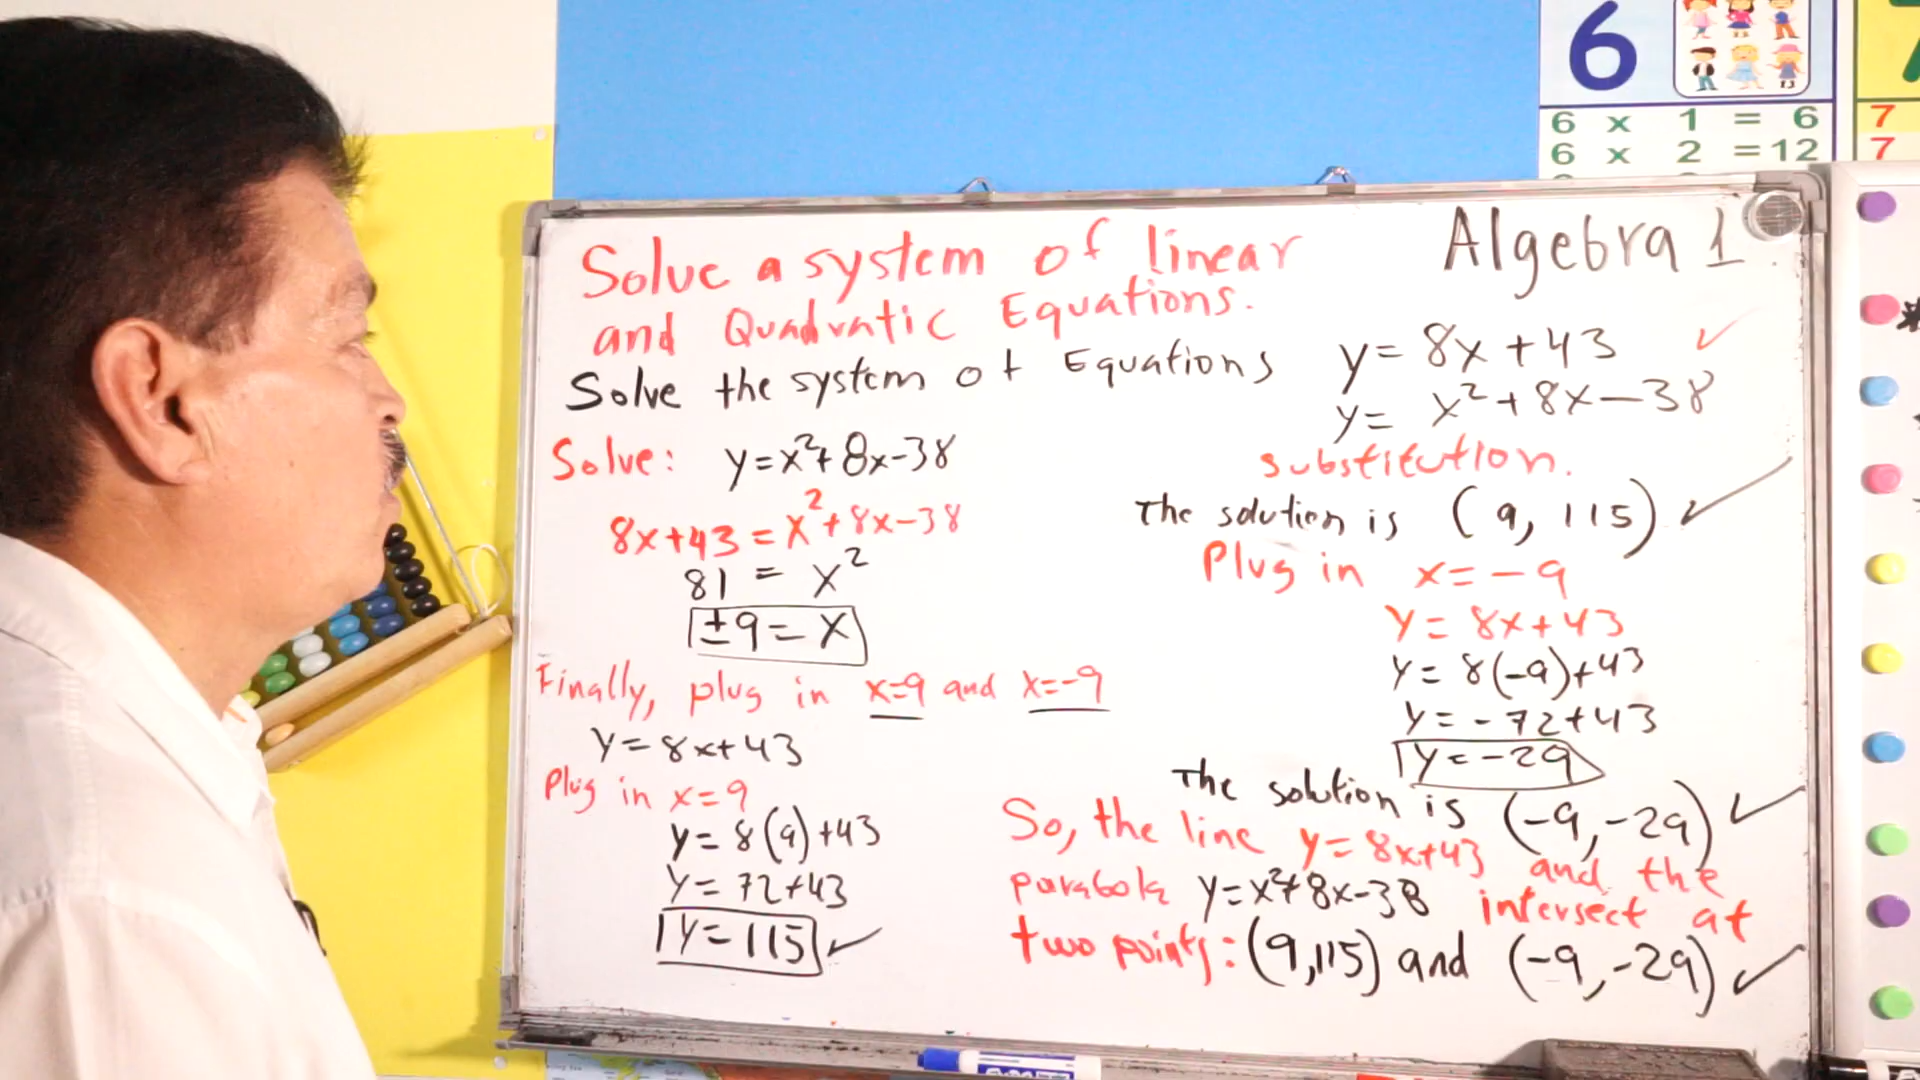 6
6 x 1 = 6
6 x 2 = 12
7
7
Algebra 1
Solve a system of linear
and Quadratic Equations.
Solve the system of Equations
y = 8x + 43
y = x² + 8x - 38
Solve: y = x² + 8x - 38
substitution.
8x + 43 = x² + 8x - 38
81 = x²
±9 = x
Finally, plug in x=9 and x=-9
y = 8x + 43
Plug in x = 9
y = 8(9) + 43
y = 72 + 43
y = 115
The solution is (9, 115)
Plug in x = -9
y = 8x + 43
y = 8(-9) + 43
y = -72 + 43
y = -29
The solution is (-9, -29)
So, the line y = 8x + 43 and the
parabola y = x² + 8x - 38 intersect at
two points: (9, 115) and (-9, -29)